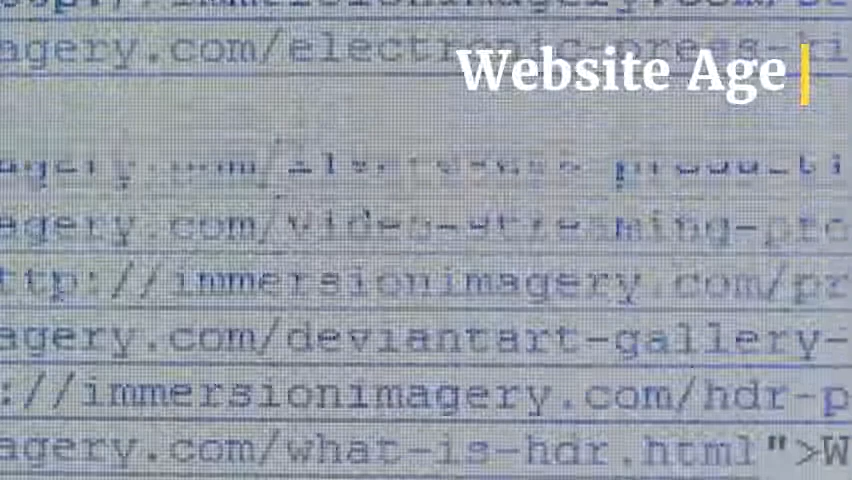 agery.com/electronic-press-ki
Website Age
agery.com/video-streaming-pro
ttp://immersionimagery.com/pr
agery.com/deviantart-gallery-
://immersionimagery.com/hdr-p
agery.com/what-is-hdr.html">W